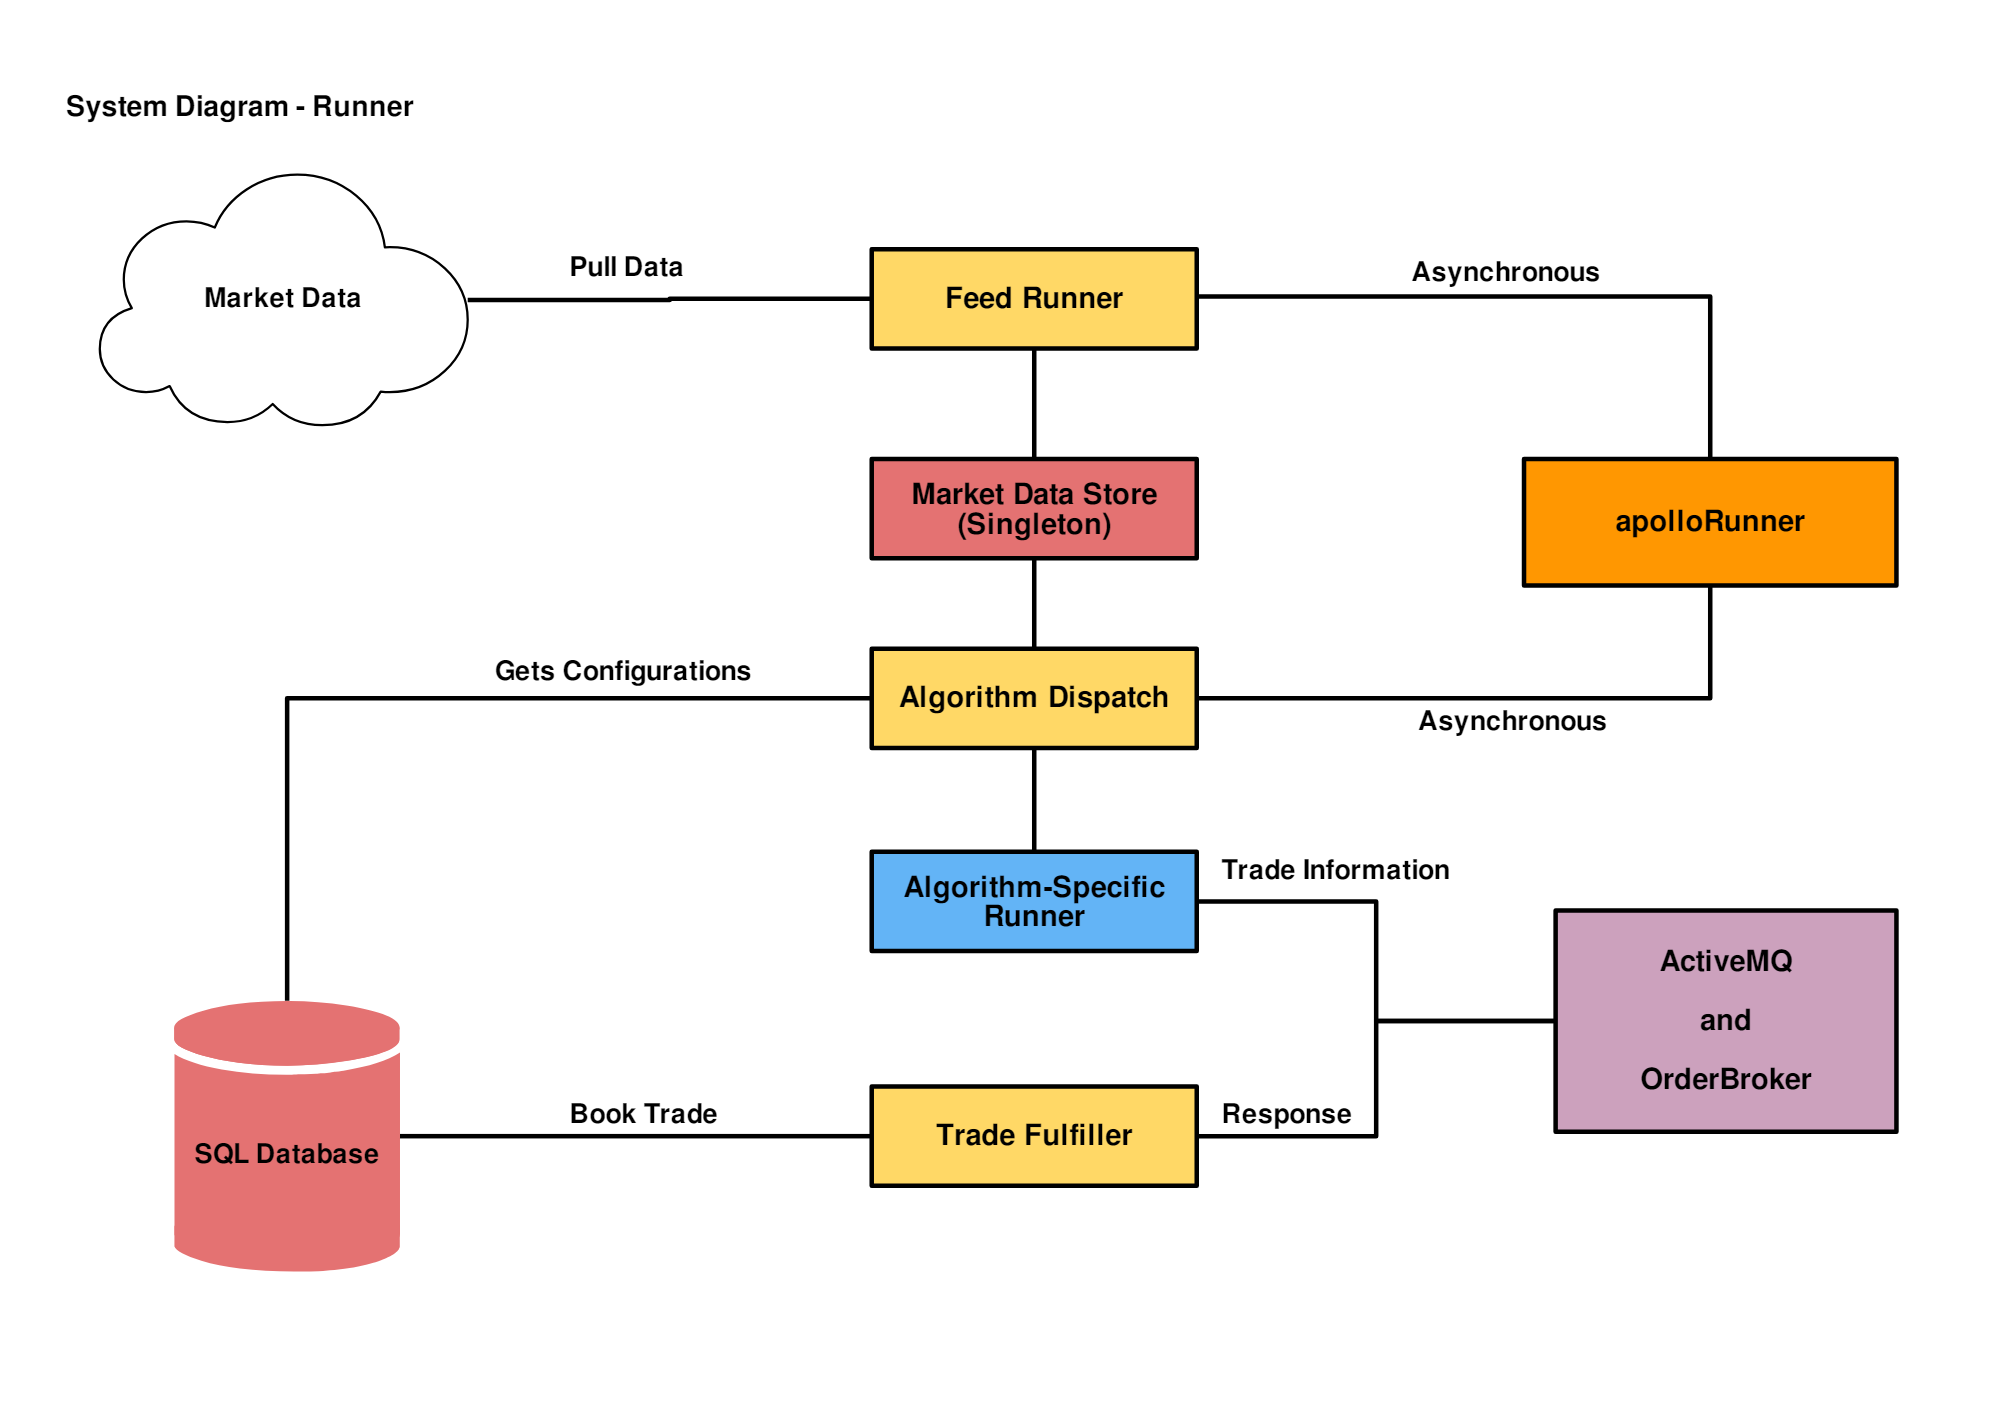 System Diagram - Runner
Market Data
Pull Data
Feed Runner
Asynchronous
Market Data Store
(Singleton)
apolloRunner
Gets Configurations
Algorithm Dispatch
Asynchronous
Algorithm-Specific
Runner
Trade Information
ActiveMQ
and
OrderBroker
SQL Database
Book Trade
Trade Fulfiller
Response